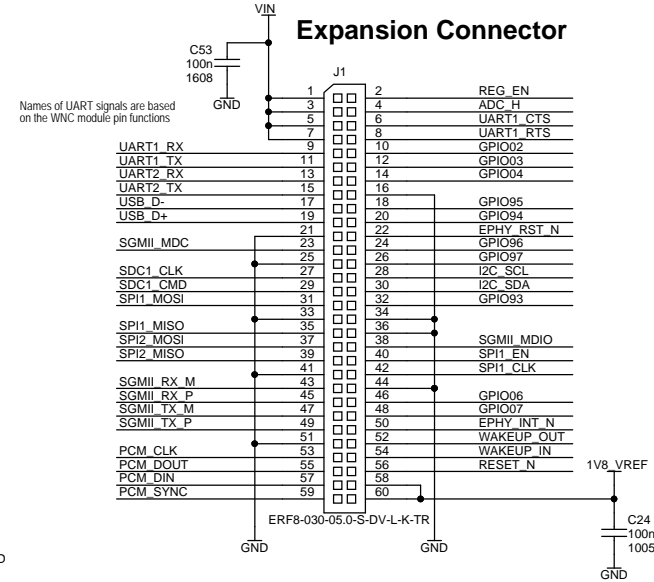 VIN
Expansion Connector
C53
100n
1608
GND
J1
Names of UART signals are based
on the WNC module pin functions
1 2 REG_EN
3 4 ADC_H
5 6 UART1_CTS
7 8 UART1_RTS
UART1_RX 9 10 GPIO02
UART1_TX 11 12 GPIO03
UART2_RX 13 14 GPIO04
UART2_TX 15 16
USB_D- 17 18 GPIO95
USB_D+ 19 20 GPIO94
21 22 EPHY_RST_N
SGMII_MDC 23 24 GPIO96
25 26 GPIO97
SDC1_CLK 27 28 I2C_SCL
SDC1_CMD 29 30 I2C_SDA
SPI1_MOSI 31 32 GPIO93
33 34
SPI1_MISO 35 36
SPI2_MOSI 37 38 SGMII_MDIO
SPI2_MISO 39 40 SPI1_EN
41 42 SPI1_CLK
SGMII_RX_M 43 44
SGMII_RX_P 45 46 GPIO06
SGMII_TX_M 47 48 GPIO07
SGMII_TX_P 49 50 EPHY_INT_N
51 52 WAKEUP_OUT
PCM_CLK 53 54 WAKEUP_IN
PCM_DOUT 55 56 RESET_N
PCM_DIN 57 58
PCM_SYNC 59 60
1V8_VREF
ERF8-030-05.0-S-DV-L-K-TR
C24
100n
1005
GND
GND
GND
D